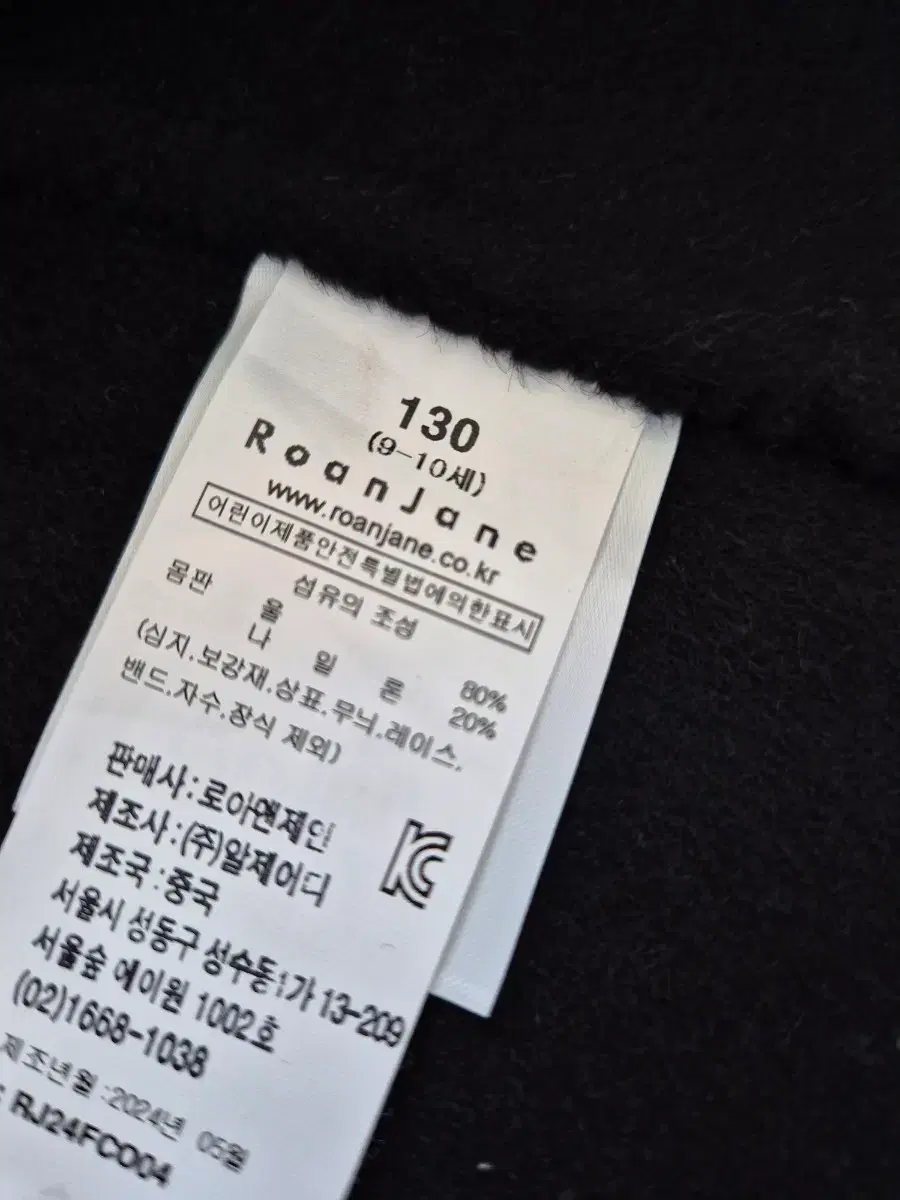 130
(9-10세)
RoanJane
www.roanjane.co.kr
어린이제품안전특별법에의한표시
섬유의 조성
몸판 울 80%
나 일 론 20%
(심지.보강재.상표.무늬.레이스.
밴드.자수.장식 제외)
판매사:로아앤제인
제조사:(주)알제이디
제조국:중국
서울시 성동구 성수동1가 13-209
서울숲 에이원 1002호
(02)1668-1038
제조년월:2024년 05월
: RJ24FCO04